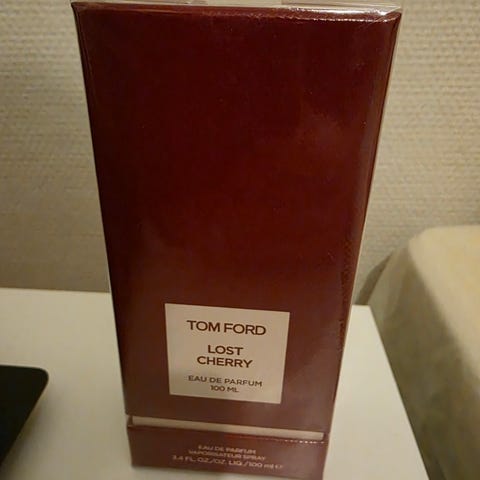 TOM FORD
LOST
CHERRY
EAU DE PARFUM
100 ML
EAU DE PARFUM
VAPORISATEUR SPRAY
3.4 FL.OZ./OZ. LIQ./100 ml ℮